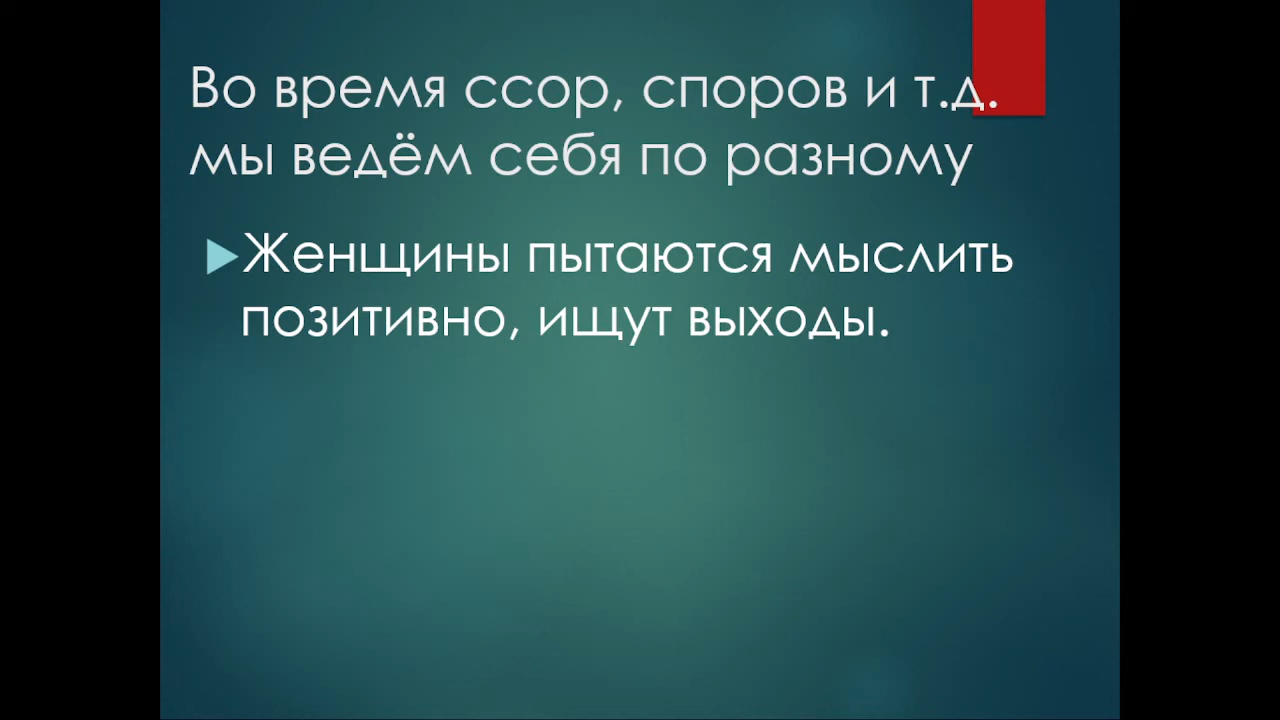 Во время ссор, споров и т.д.
мы ведём себя по разному
Женщины пытаются мыслить
позитивно, ищут выходы.